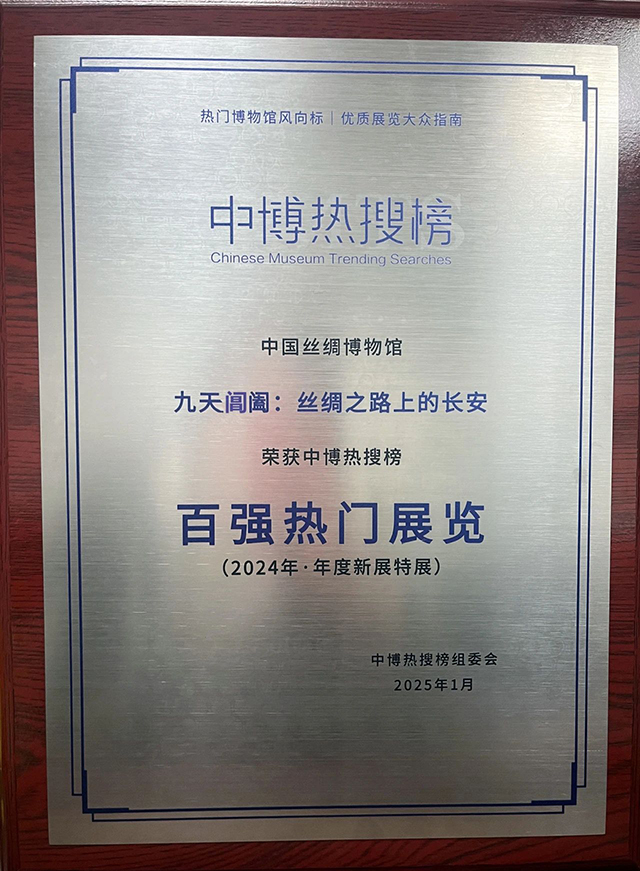 热门博物馆风向标｜优质展览大众指南
中博热搜榜
Chinese Museum Trending Searches
中国丝绸博物馆
九天阊阖：丝绸之路上的长安
荣获中博热搜榜
百强热门展览
（2024年·年度新展特展）
中博热搜榜组委会
2025年1月